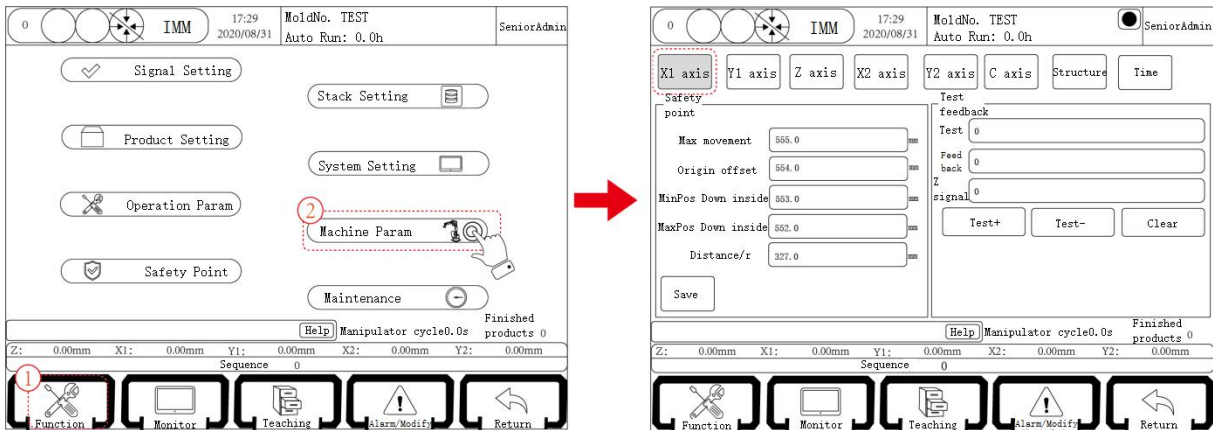 0 IMM 17:29 2020/08/31 MoldNo. TEST Auto Run: 0.0h SeniorAdmin
Signal Setting
Stack Setting
Product Setting
System Setting
Operation Param
② Machine Param
Safety Point
Maintenance
Help Manipulator cycle0.0s Finished products 0
Z: 0.00mm X1: 0.00mm Y1: 0.00mm X2: 0.00mm Y2: 0.00mm
Sequence 0
① Function Monitor Teaching Alarm/Modify Return
0 IMM 17:29 2020/08/31 MoldNo. TEST Auto Run: 0.0h SeniorAdmin
X1 axis Y1 axis Z axis X2 axis Y2 axis C axis Structure Time
Safety point
Max movement 555.0 mm
Origin offset 554.0 mm
MinPos Down inside 553.0 mm
MaxPos Down inside 552.0 mm
Distance/r 327.0 mm
Save
Test feedback
Test 0
Feed back 0
Z signal 0
Test+ Test- Clear
Help Manipulator cycle0.0s Finished products 0
Z: 0.00mm X1: 0.00mm Y1: 0.00mm X2: 0.00mm Y2: 0.00mm
Sequence 0
Function Monitor Teaching Alarm/Modify Return